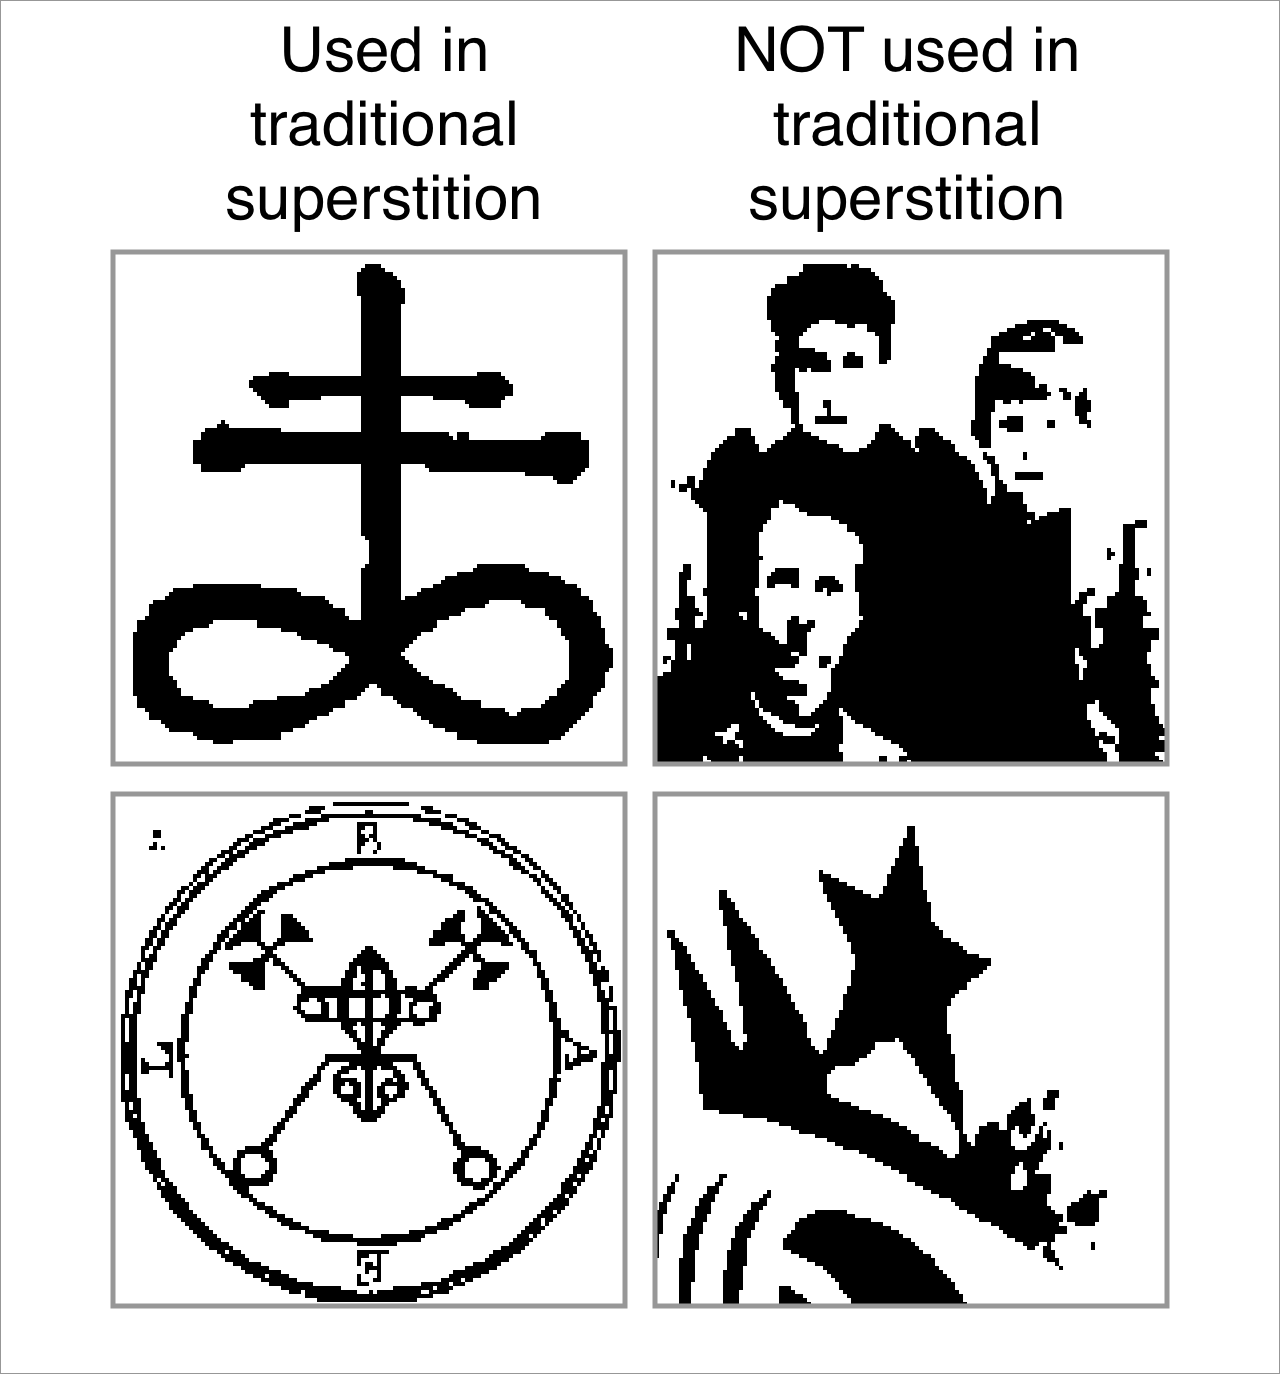 Used in
traditional
superstition
NOT used in
traditional
superstition
B
L
A
E